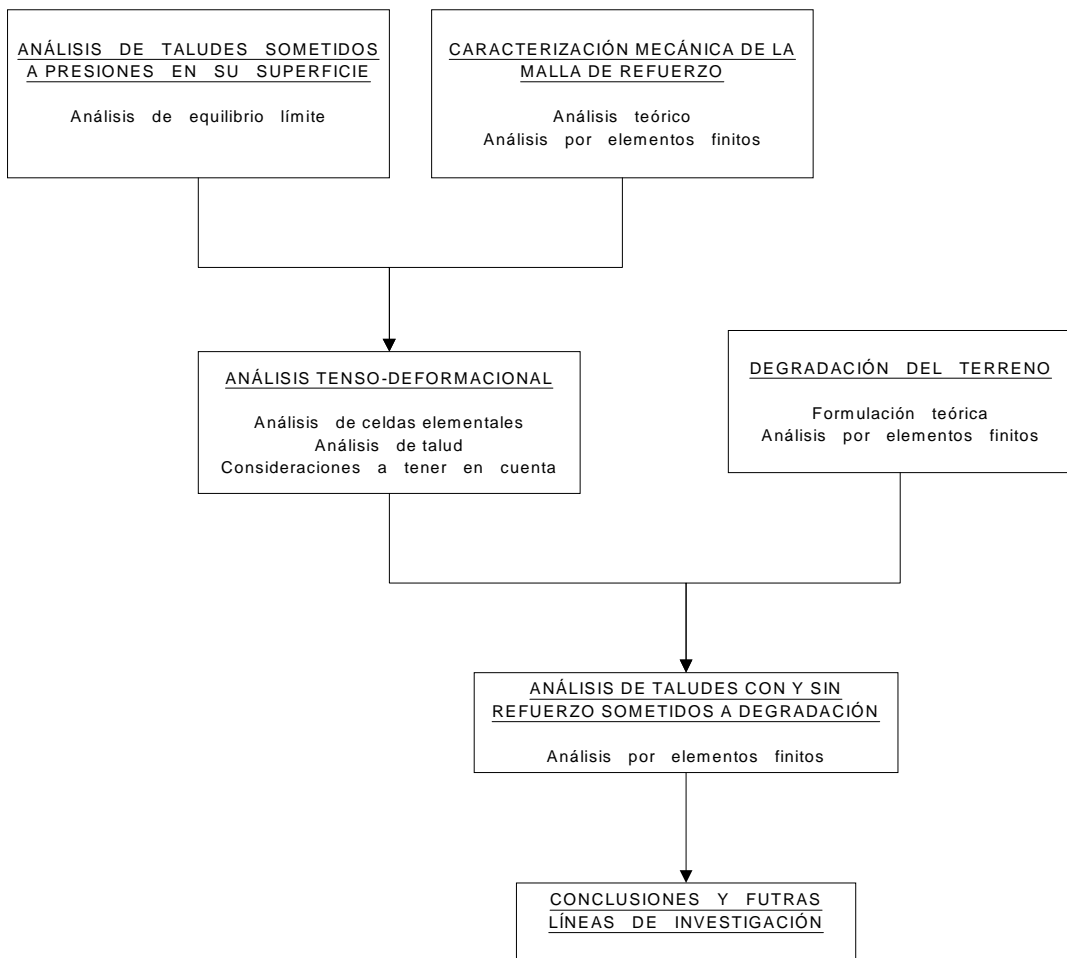 ANÁLISIS DE TALUDES SOMETIDOS
A PRESIONES EN SU SUPERFICIE
Análisis de equilibrio límite
CARACTERIZACIÓN MECÁNICA DE LA
MALLA DE REFUERZO
Análisis teórico
Análisis por elementos finitos
ANÁLISIS TENSO-DEFORMACIONAL
Análisis de celdas elementales
Análisis de talud
Consideraciones a tener en cuenta
DEGRADACIÓN DEL TERRENO
Formulación teórica
Análisis por elementos finitos
ANÁLISIS DE TALUDES CON Y SIN
REFUERZO SOMETIDOS A DEGRADACIÓN
Análisis por elementos finitos
CONCLUSIONES Y FUTRAS
LÍNEAS DE INVESTIGACIÓN